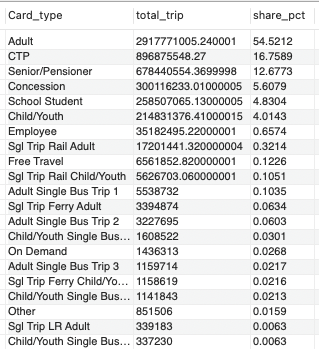 Card_type total_trip share_pct
Adult 2917771005.240001 54.5212
CTP 896875548.27 16.7589
Senior/Pensioner 678440554.3699998 12.6773
Concession 300116233.01000005 5.6079
School Student 258507065.13000005 4.8304
Child/Youth 214831376.41000015 4.0143
Employee 35182495.22000001 0.6574
Sgl Trip Rail Adult 17201441.320000004 0.3214
Free Travel 6561852.820000001 0.1226
Sgl Trip Rail Child/Youth 5626703.060000001 0.1051
Adult Single Bus Trip 1 5538732 0.1035
Sgl Trip Ferry Adult 3394874 0.0634
Adult Single Bus Trip 2 3227695 0.0603
Child/Youth Single Bus... 1608522 0.0301
On Demand 1436313 0.0268
Adult Single Bus Trip 3 1159714 0.0217
Sgl Trip Ferry Child/Yo... 1158619 0.0216
Child/Youth Single Bus... 1141843 0.0213
Other 851506 0.0159
Sgl Trip LR Adult 339183 0.0063
Child/Youth Single Bus... 337230 0.0063